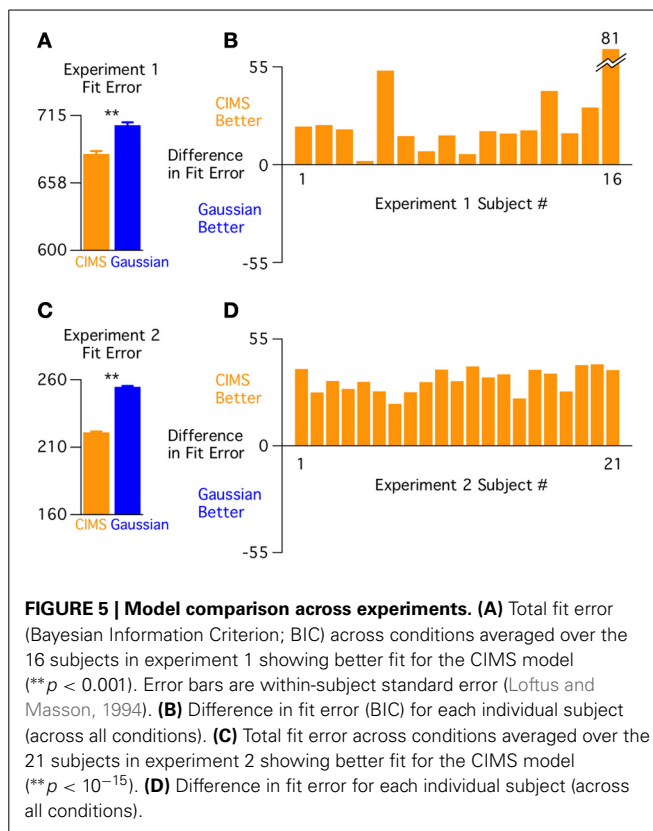 A
Experiment 1
Fit Error
**
715
658
600
CIMS Gaussian
B
81
55
CIMS
Better
Difference
in Fit Error
0
1
16
Experiment 1 Subject #
Gaussian
Better
-55
C
Experiment 2
Fit Error
**
260
210
160
CIMS Gaussian
D
55
CIMS
Better
Difference
in Fit Error
0
1
21
Experiment 2 Subject #
Gaussian
Better
-55
FIGURE 5 | Model comparison across experiments. (A) Total fit error
(Bayesian Information Criterion; BIC) across conditions averaged over the
16 subjects in experiment 1 showing better fit for the CIMS model
(**p < 0.001). Error bars are within-subject standard error (Loftus and
Masson, 1994). (B) Difference in fit error (BIC) for each individual subject
(across all conditions). (C) Total fit error across conditions averaged over the
21 subjects in experiment 2 showing better fit for the CIMS model
(**p < 10⁻¹⁵). (D) Difference in fit error for each individual subject (across
all conditions).